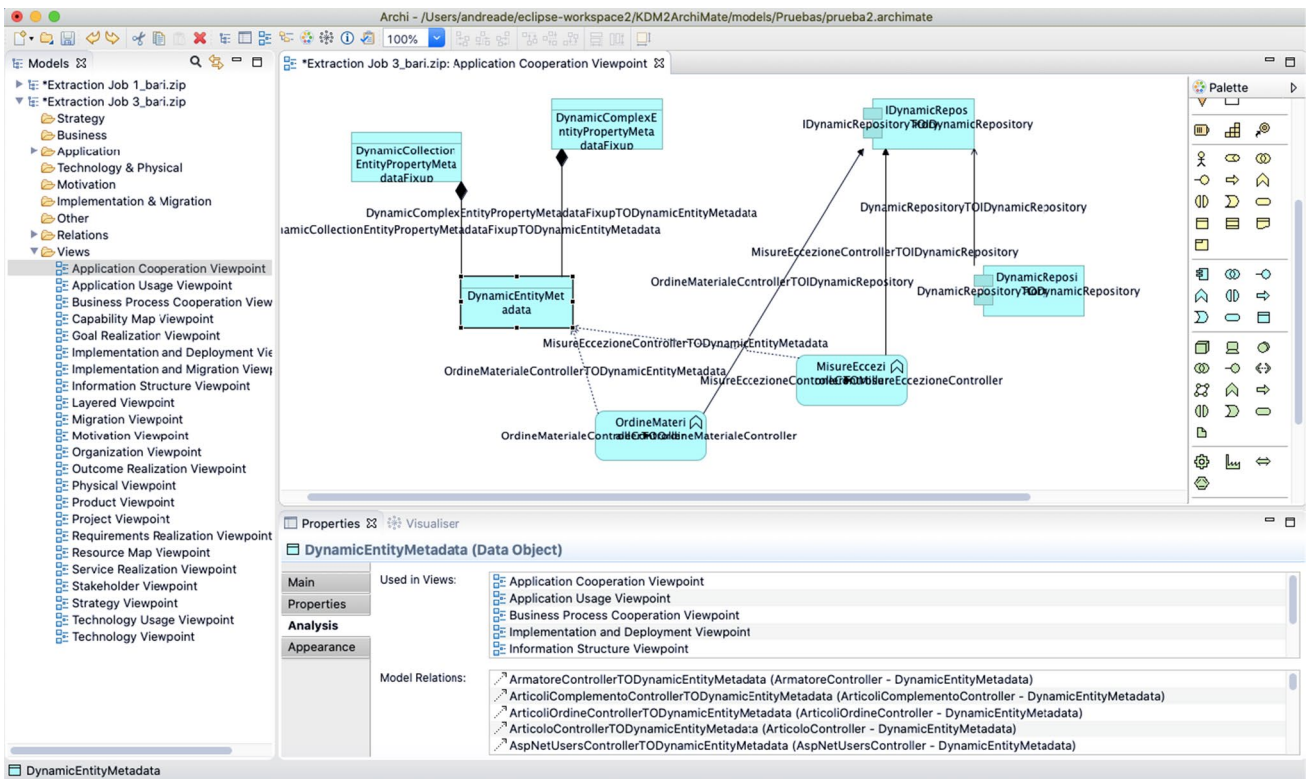 Archi - /Users/andreade/eclipse-workspace2/KDM2ArchiMate/models/Pruebas/prueba2.archimate
100%
Models
*Extraction Job 1_bari.zip
*Extraction Job 3_bari.zip
Strategy
Business
Application
Technology & Physical
Motivation
Implementation & Migration
Other
Relations
Views
Application Cooperation Viewpoint
Application Usage Viewpoint
Business Process Cooperation View
Capability Map Viewpoint
Goal Realization Viewpoint
Implementation and Deployment Vie
Implementation and Migration View
Information Structure Viewpoint
Layered Viewpoint
Migration Viewpoint
Motivation Viewpoint
Organization Viewpoint
Outcome Realization Viewpoint
Physical Viewpoint
Product Viewpoint
Project Viewpoint
Requirements Realization Viewpoint
Resource Map Viewpoint
Service Realization Viewpoint
Stakeholder Viewpoint
Strategy Viewpoint
Technology Usage Viewpoint
Technology Viewpoint
*Extraction Job 3_bari.zip: Application Cooperation Viewpoint
DynamicCollection
EntityPropertyMeta
dataFixup
DynamicComplexE
ntityPropertyMeta
dataFixup
IDynamicRepos
DynamicComplexEntityPropertyMetadataFixupTODynamicEntityMetadata
namicCollectionEntityPropertyMetadataFixupTODynamicEntityMetadata
DynamicRepositoryTOIDynamicRepository
MisureEccezioneControllerTOIDynamicRepository
OrdineMaterialeControllerTOIDynamicRepository
DynamicReposi
DynamicEntityMet
adata
MisureEccezioneControllerTODynamicEntityMetadata
OrdineMaterialeControllerTODynamicEntityMetadata
MisureEccezi
OrdineMateri
Palette
Properties
Visualiser
DynamicEntityMetadata (Data Object)
Main
Properties
Analysis
Appearance
Used in Views:
Application Cooperation Viewpoint
Application Usage Viewpoint
Business Process Cooperation Viewpoint
Implementation and Deployment Viewpoint
Information Structure Viewpoint
Model Relations:
ArmatoreControllerTODynamicEntityMetadata (ArmatoreController - DynamicEntityMetadata)
ArticoliComplementoControllerTODynamicEntityMetadata (ArticoliComplementoController - DynamicEntityMetadata)
ArticoliOrdineControllerTODynamicEntityMetadata (ArticoliOrdineController - DynamicEntityMetadata)
ArticoloControllerTODynamicEntityMetadata (ArticoloController - DynamicEntityMetadata)
AspNetUsersControllerTODynamicEntityMetadata (AspNetUsersController - DynamicEntityMetadata)
DynamicEntityMetadata